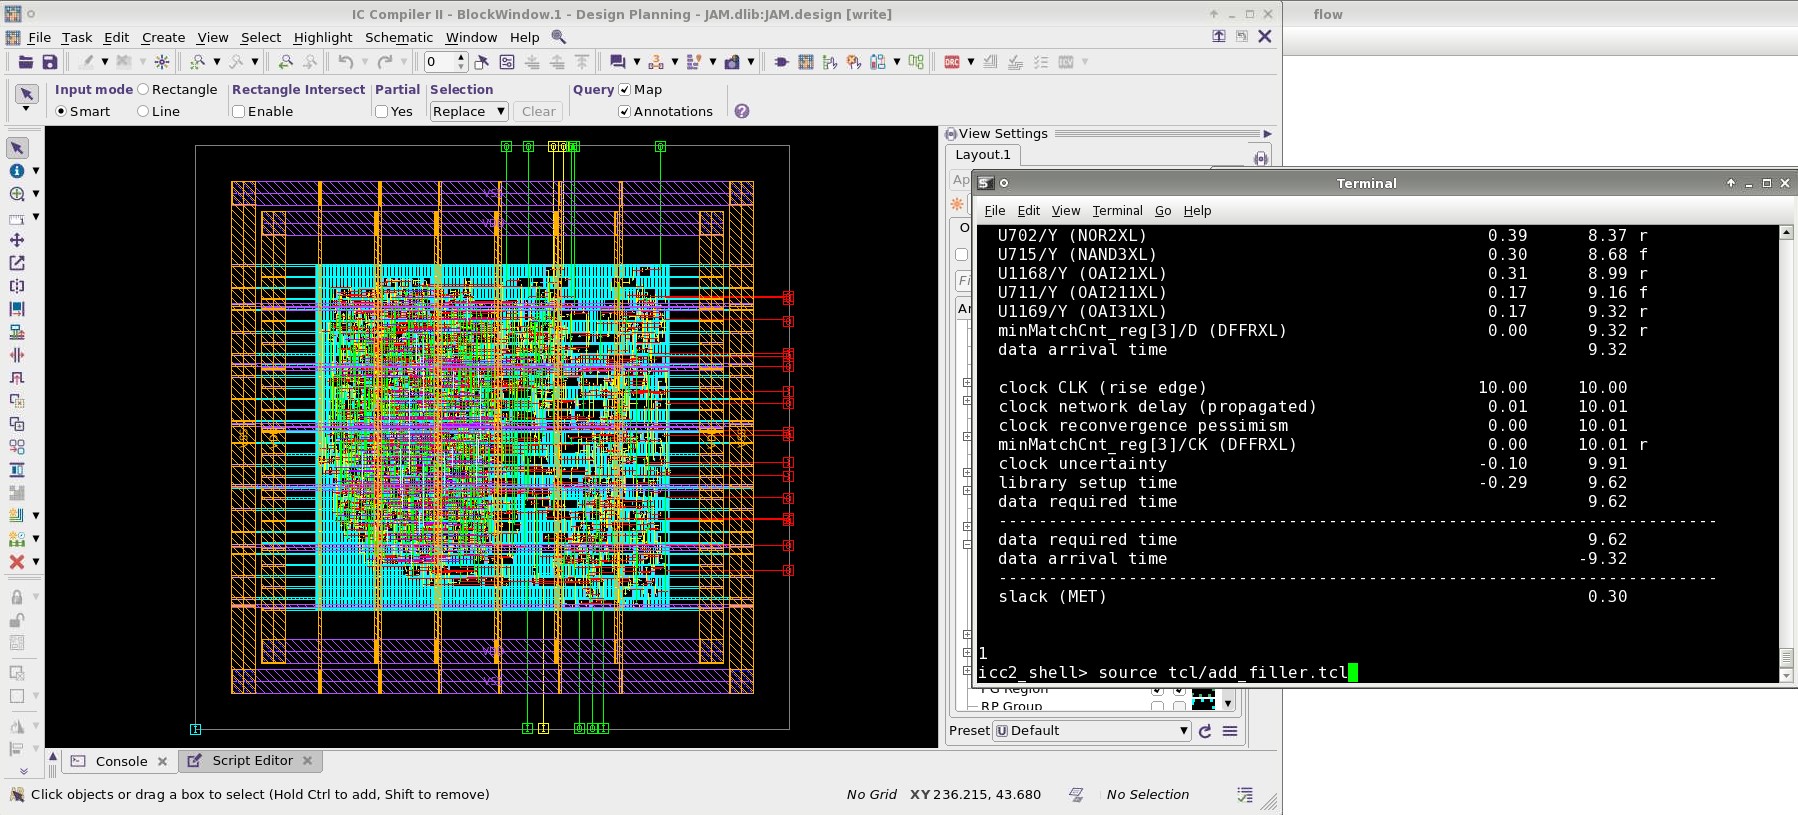 IC Compiler II - BlockWindow.1 - Design Planning - JAM.dlib:JAM.design [write]
flow
File Task Edit Create View Select Highlight Schematic Window Help
0
DRC
Input mode Rectangle Rectangle Intersect Partial Selection Query Map
Smart Line Enable Yes Replace Clear Annotations
View Settings
Layout.1
Terminal
File Edit View Terminal Go Help
U702/Y (NOR2XL) 0.39 8.37 r
U715/Y (NAND3XL) 0.30 8.68 f
U1168/Y (OAI21XL) 0.31 8.99 r
U711/Y (OAI211XL) 0.17 9.16 f
U1169/Y (OAI31XL) 0.17 9.32 r
minMatchCnt_reg[3]/D (DFFRXL) 0.00 9.32 r
data arrival time 9.32
clock CLK (rise edge) 10.00 10.00
clock network delay (propagated) 0.01 10.01
clock reconvergence pessimism 0.00 10.01
minMatchCnt_reg[3]/CK (DFFRXL) 0.00 10.01 r
clock uncertainty -0.10 9.91
library setup time -0.29 9.62
data required time 9.62
data required time 9.62
data arrival time -9.32
slack (MET) 0.30
1
icc2_shell> source tcl/add_filler.tcl
PG Region
RP Group
Preset Default
Console Script Editor
Click objects or drag a box to select (Hold Ctrl to add, Shift to remove) No Grid XY 236.215, 43.680 No Selection